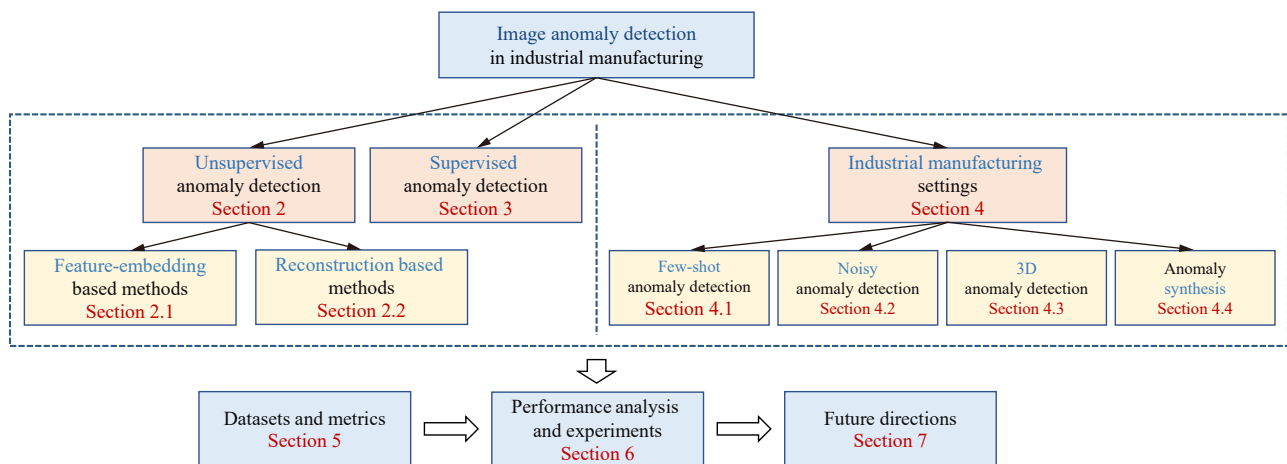 Image anomaly detection
in industrial manufacturing
Unsupervised
anomaly detection
Section 2
Supervised
anomaly detection
Section 3
Industrial manufacturing
settings
Section 4
Feature-embedding
based methods
Section 2.1
Reconstruction based
methods
Section 2.2
Few-shot
anomaly detection
Section 4.1
Noisy
anomaly detection
Section 4.2
3D
anomaly detection
Section 4.3
Anomaly
synthesis
Section 4.4
Datasets and metrics
Section 5
Performance analysis
and experiments
Section 6
Future directions
Section 7